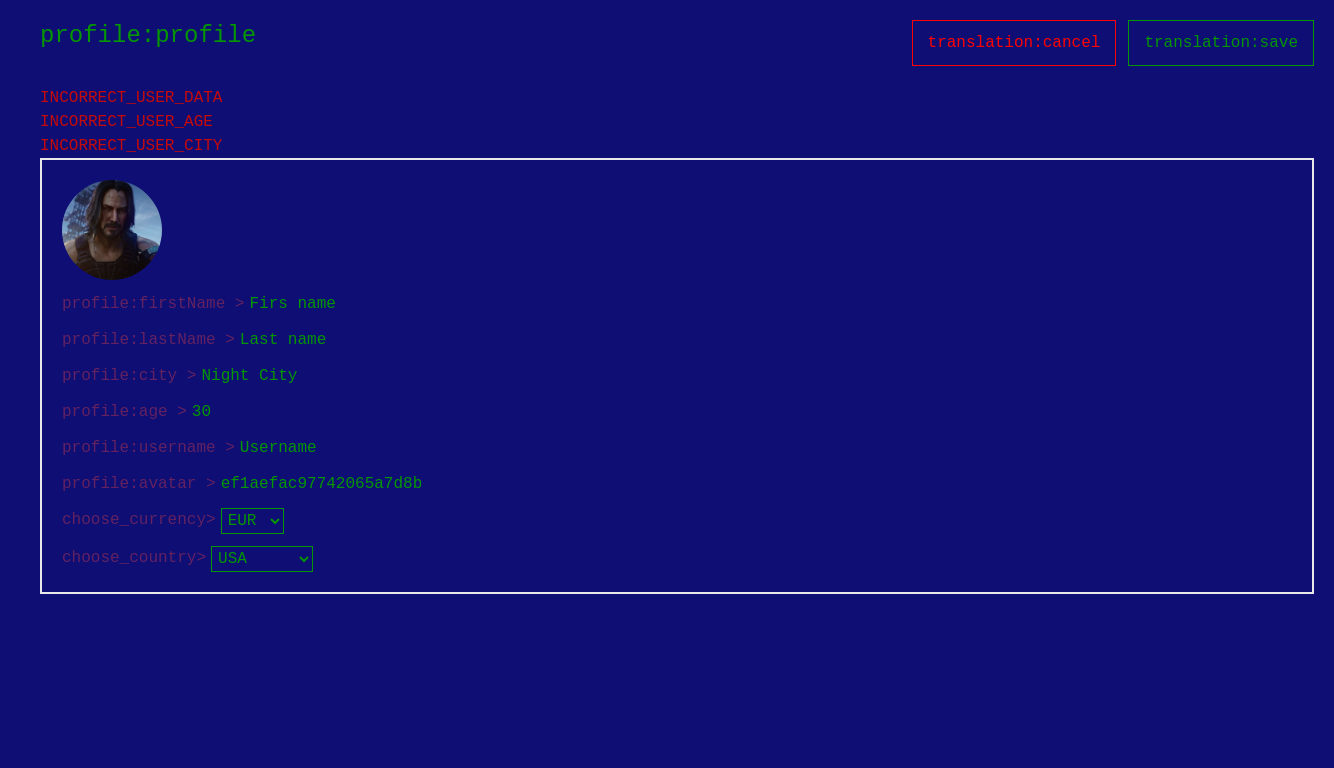 profile:profile
translation:cancel
translation:save
INCORRECT_USER_DATA
INCORRECT_USER_AGE
INCORRECT_USER_CITY
profile:firstName > Firs name
profile:lastName > Last name
profile:city > Night City
profile:age > 30
profile:username > Username
profile:avatar > ef1aefac97742065a7d8b
choose_currency> EUR
choose_country> USA